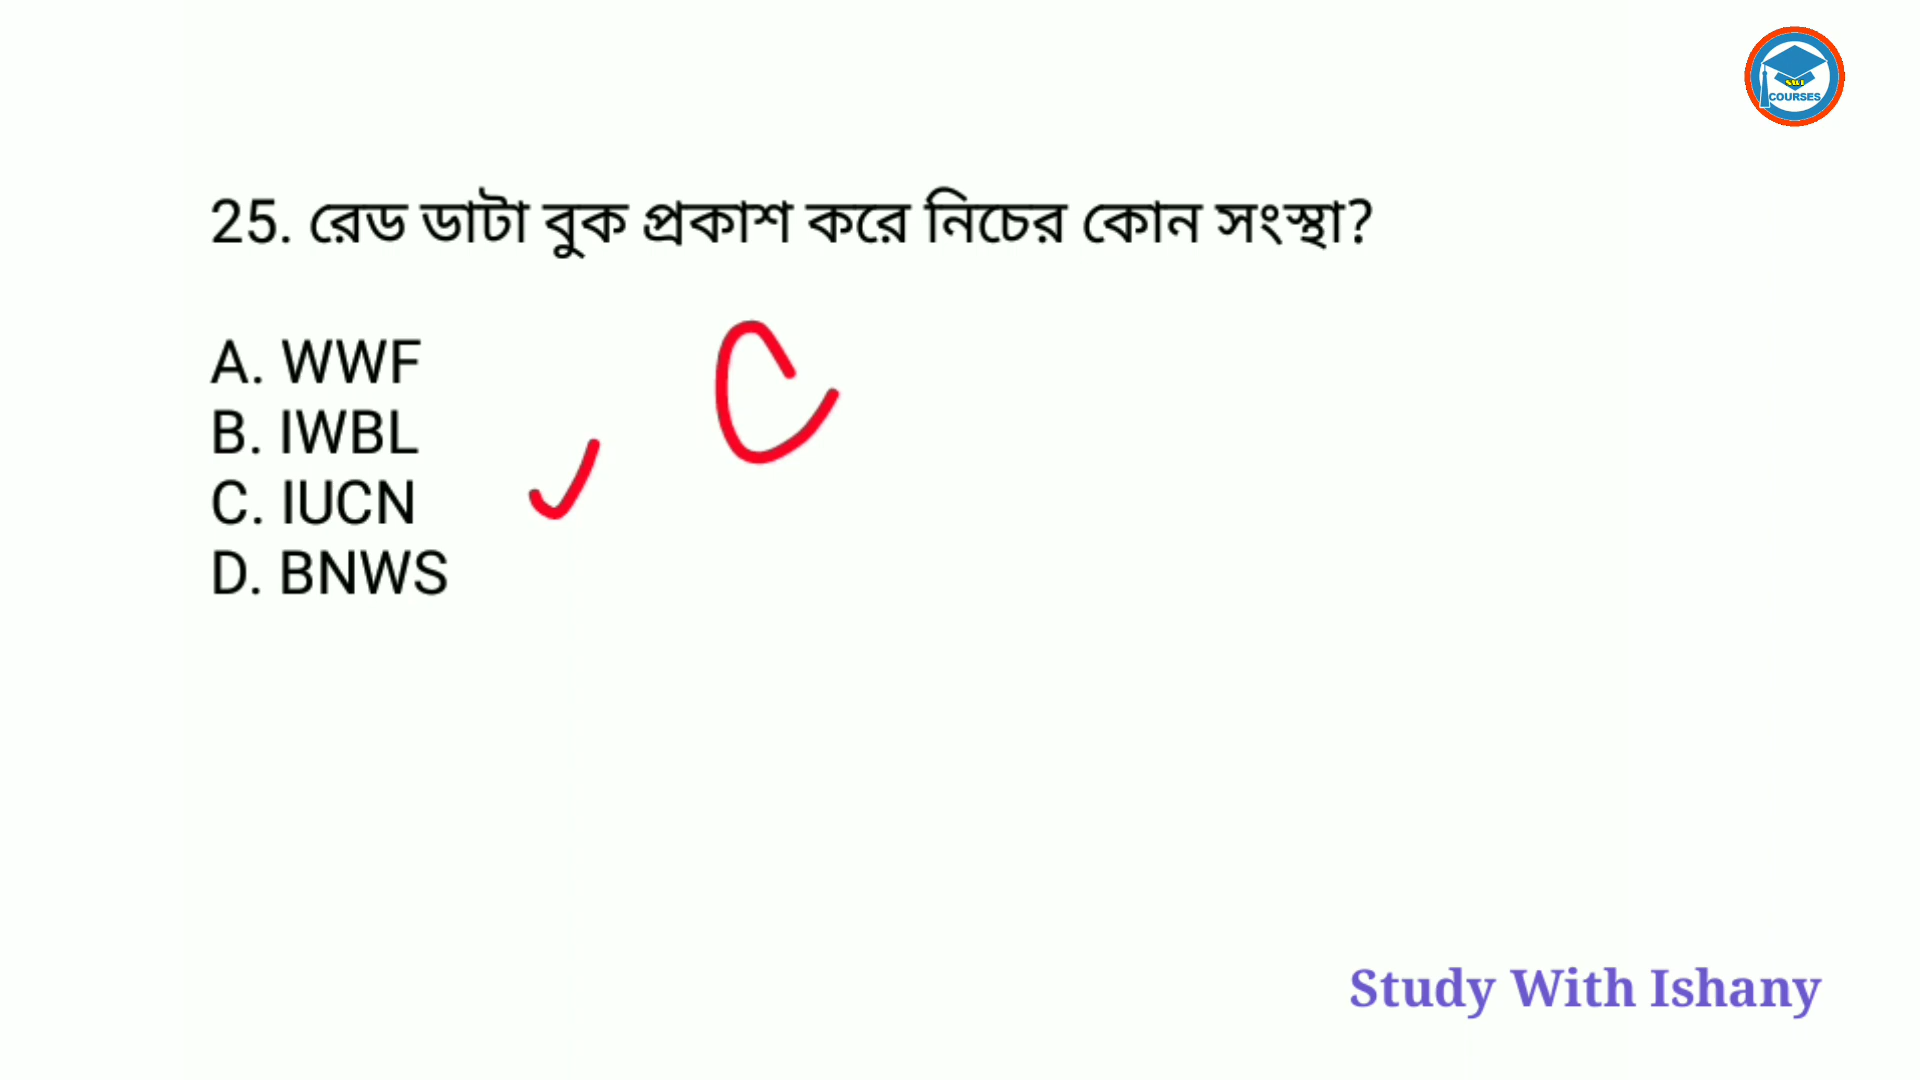 COURSES
25. রেড ডাটা বুক প্রকাশ করে নিচের কোন সংস্থা?
A. WWF
B. IWBL
C. IUCN
D. BNWS
C
Study With Ishany